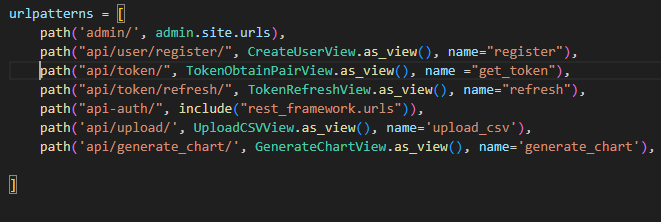 urlpatterns = [
    path('admin/', admin.site.urls),
    path("api/user/register/", CreateUserView.as_view(), name="register"),
    path("api/token/", TokenObtainPairView.as_view(), name ="get_token"),
    path("api/token/refresh/", TokenRefreshView.as_view(), name="refresh"),
    path("api-auth/", include("rest_framework.urls")),
    path('api/upload/', UploadCSVView.as_view(), name='upload_csv'),
    path('api/generate_chart/', GenerateChartView.as_view(), name='generate_chart'),
]